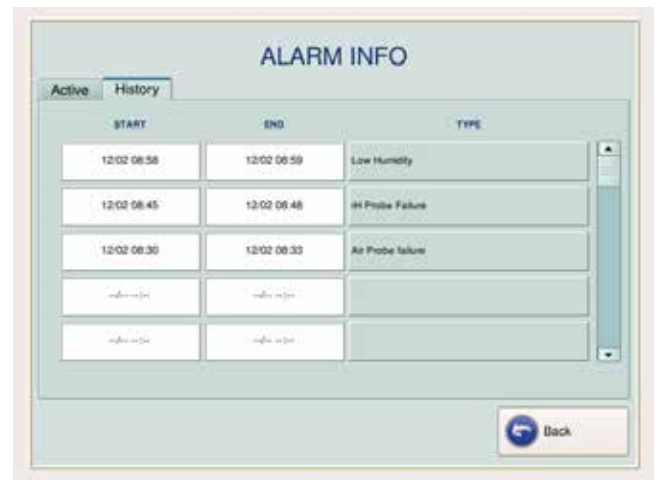 ALARM INFO
Active History
START END TYPE
12/02 08:58 12/02 08:59 Low Humidity
12/02 08:45 12/02 08:48 rH Probe Failure
12/02 08:30 12/02 08:33 Air Probe failure
--/-- --:-- --/-- --:--
--/-- --:-- --/-- --:--
Back